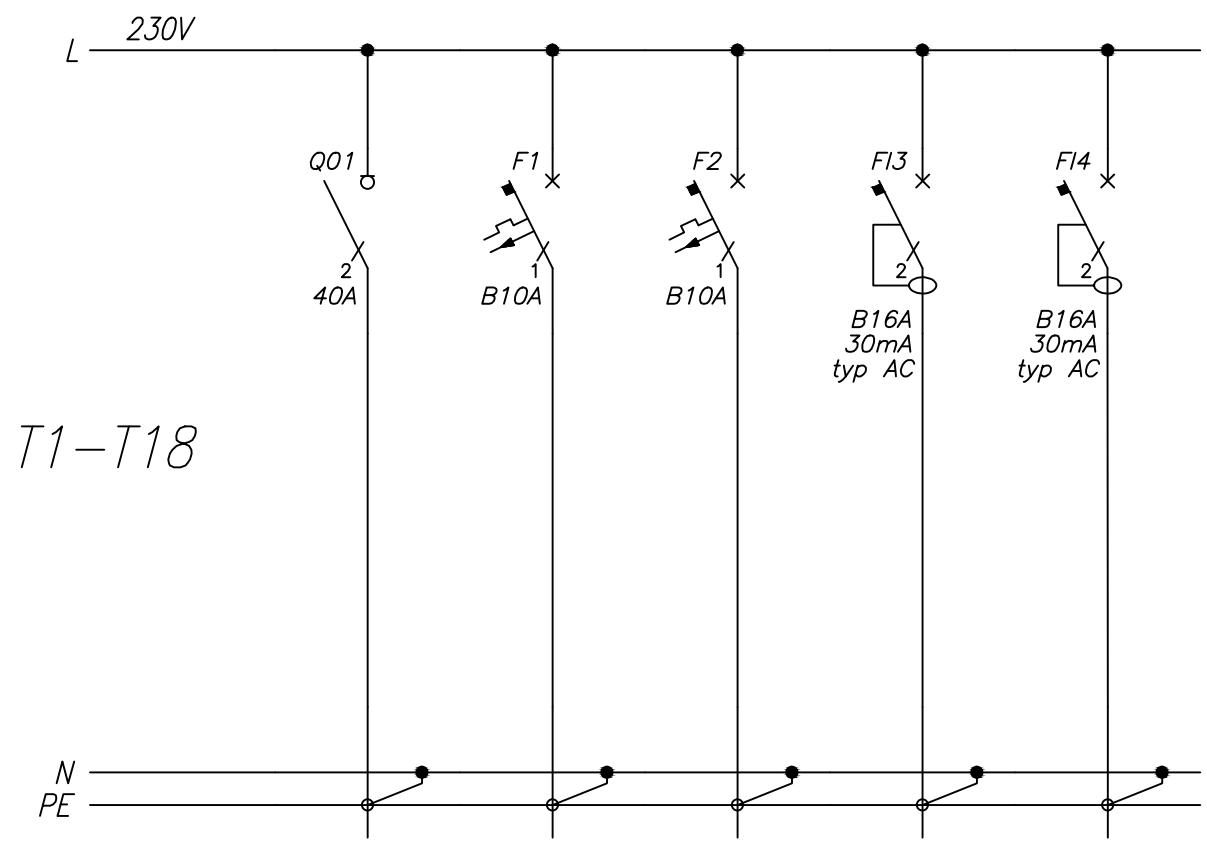 230V
L
Q01
F1
F2
FI3
FI4
2
1
1
2
2
40A
B10A
B10A
B16A
30mA
typ AC
B16A
30mA
typ AC
T1-T18
N
PE